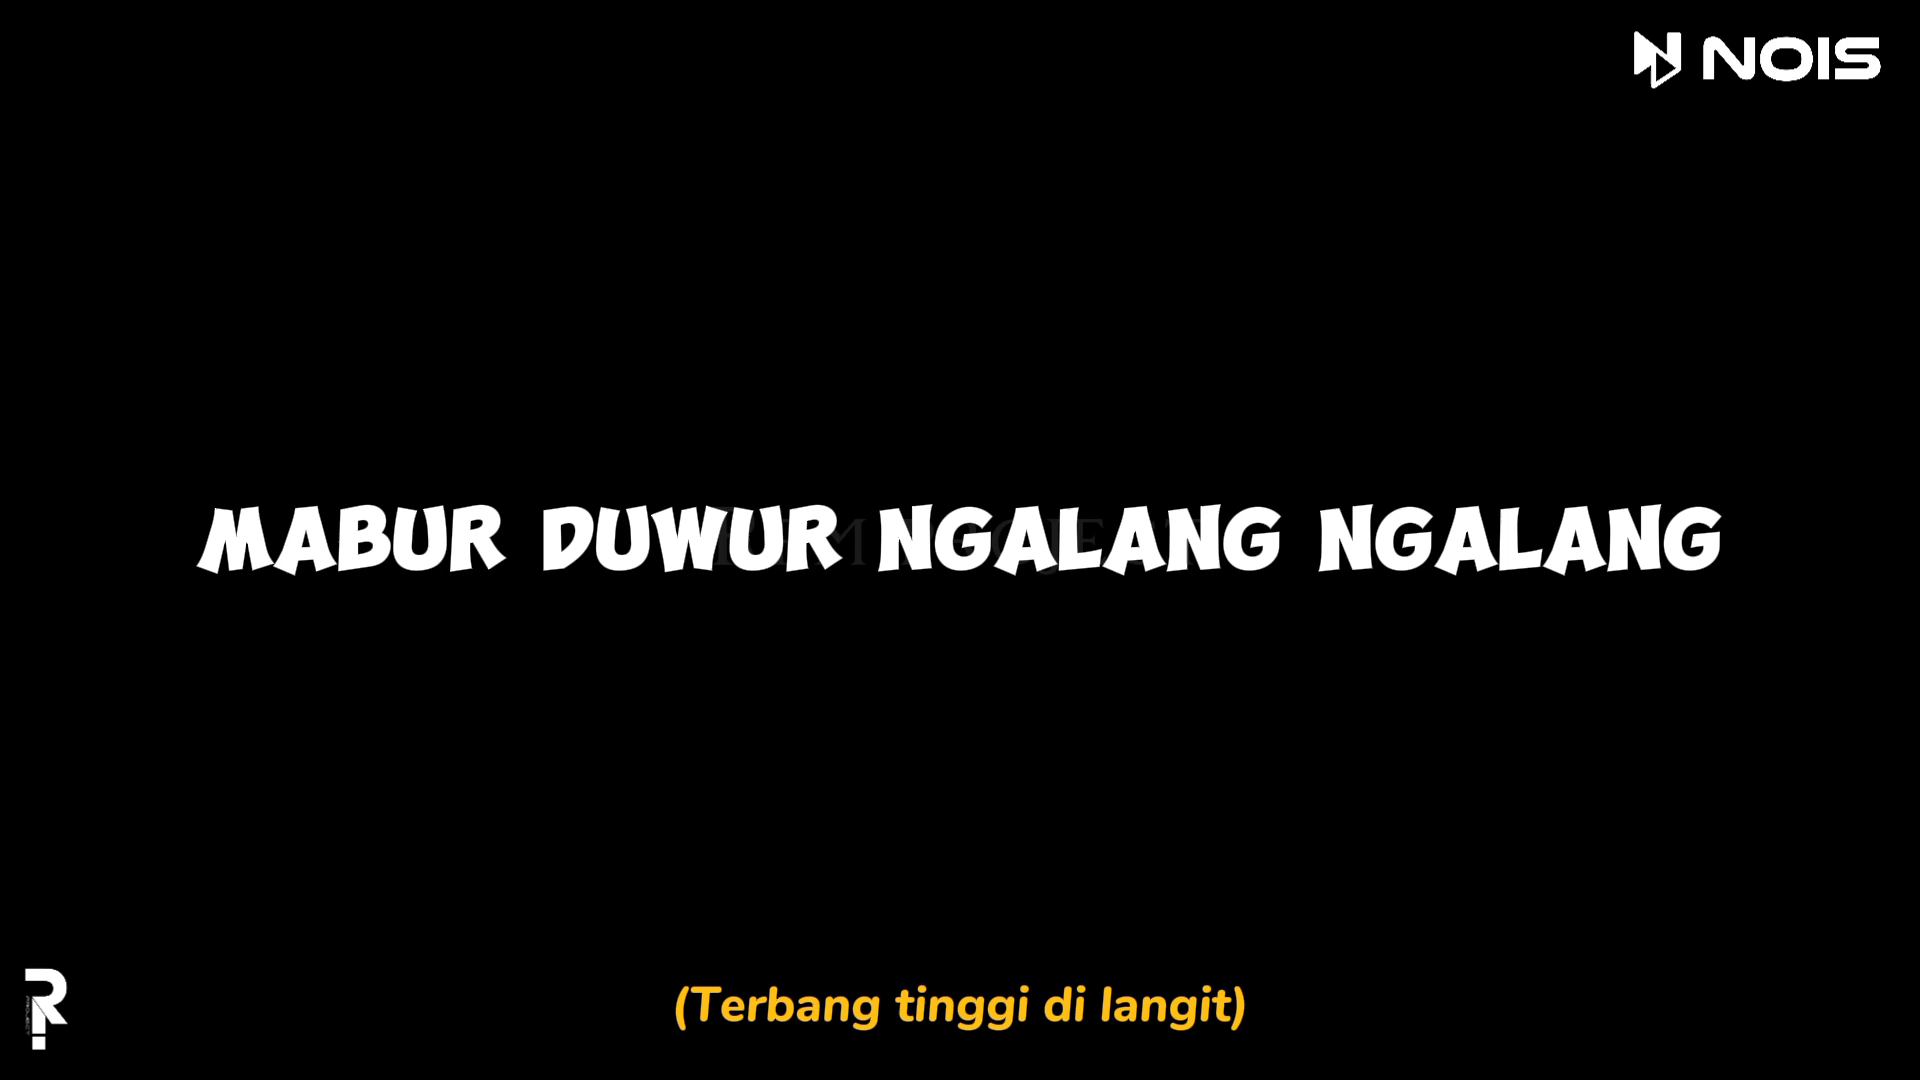 NOIS
MABUR DUWUR NGALANG NGALANG
(Terbang tinggi di langit)